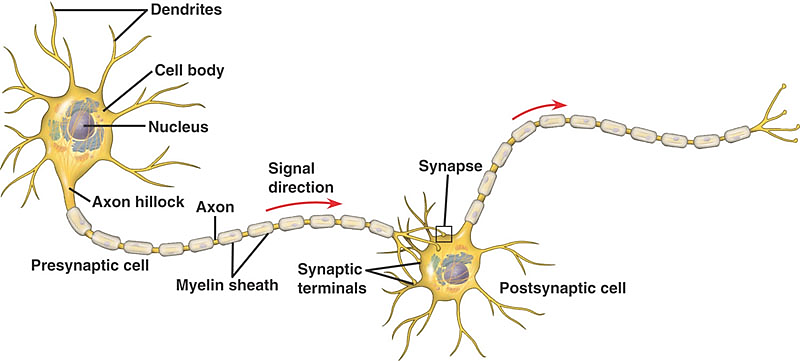 Dendrites
Cell body
Nucleus
Axon hillock
Signal
direction
Axon
Synapse
Presynaptic cell
Myelin sheath
Synaptic
terminals
Postsynaptic cell